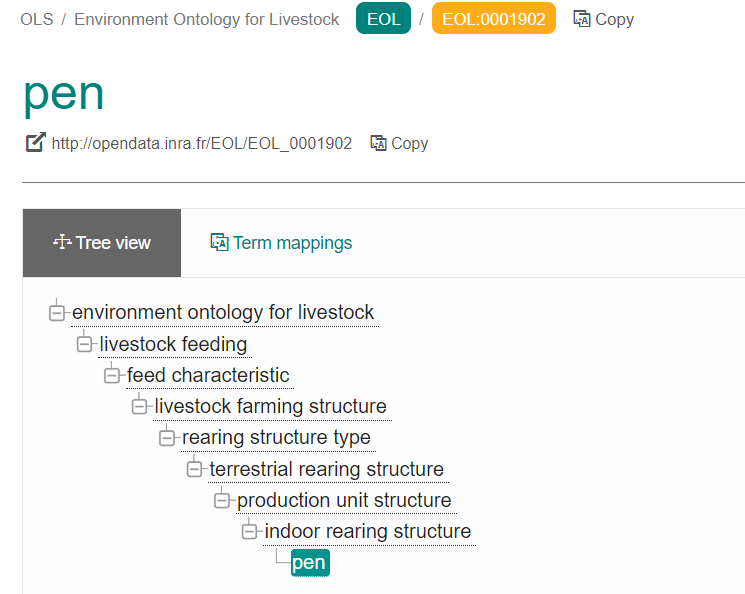 OLS / Environment Ontology for Livestock EOL / EOL:0001902 Copy
pen
http://opendata.inra.fr/EOL/EOL_0001902 Copy
Tree view Term mappings
environment ontology for livestock
livestock feeding
feed characteristic
livestock farming structure
rearing structure type
terrestrial rearing structure
production unit structure
indoor rearing structure
pen